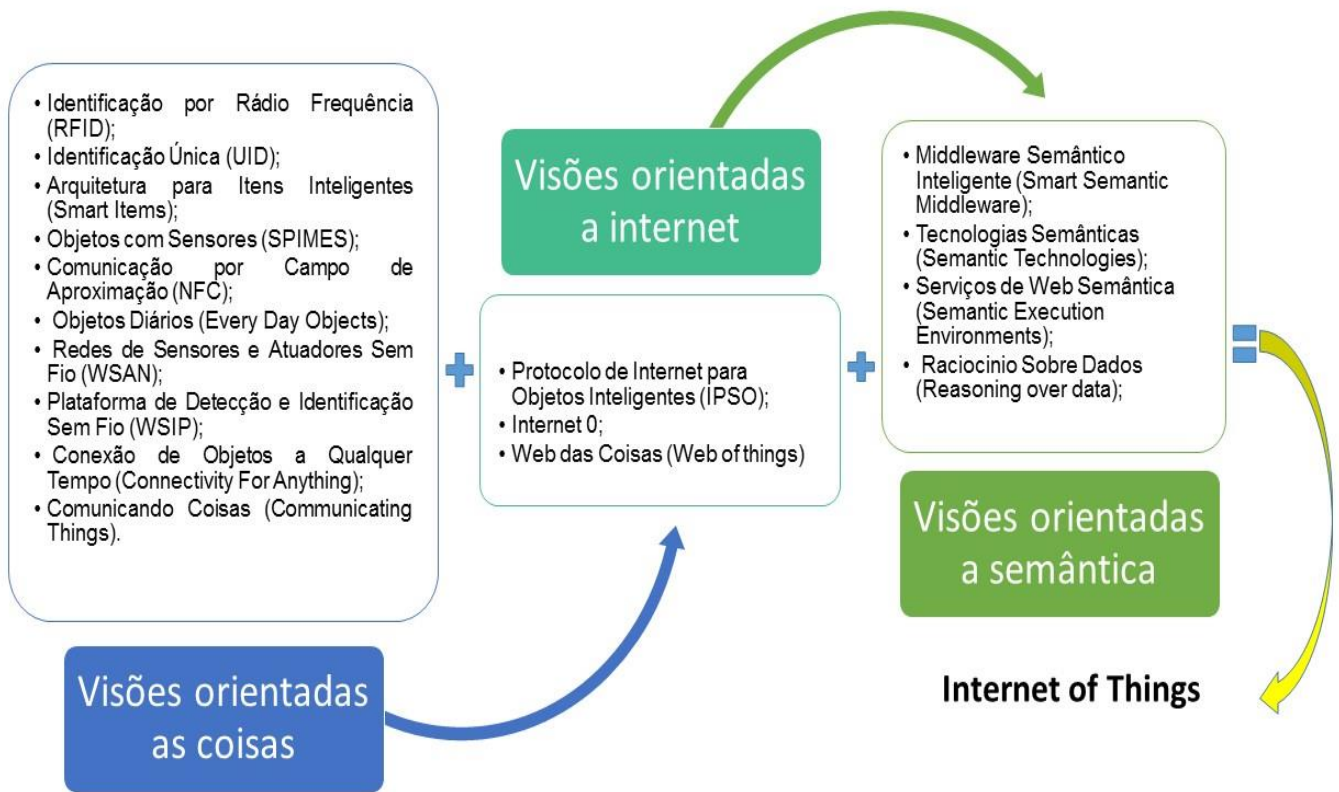 • Identificação por Rádio Frequência
(RFID);
• Identificação Única (UID);
• Arquitetura para Itens Inteligentes
(Smart Items);
• Objetos com Sensores (SPIMES);
• Comunicação por Campo de
Aproximação (NFC);
• Objetos Diários (Every Day Objects);
• Redes de Sensores e Atuadores Sem
Fio (WSAN);
• Plataforma de Detecção e Identificação
Sem Fio (WSIP);
• Conexão de Objetos a Qualquer
Tempo (Connectivity For Anything);
• Comunicando Coisas (Communicating
Things).
Visões orientadas
as coisas
Visões orientadas
a internet
• Protocolo de Internet para
Objetos Inteligentes (IPSO);
• Internet 0;
• Web das Coisas (Web of things)
• Middleware Semântico
Inteligente (Smart Semantic
Middleware);
• Tecnologias Semânticas
(Semantic Technologies);
• Serviços de Web Semântica
(Semantic Execution
Environments);
• Raciocinio Sobre Dados
(Reasoning over data);
Visões orientadas
a semântica
Internet of Things